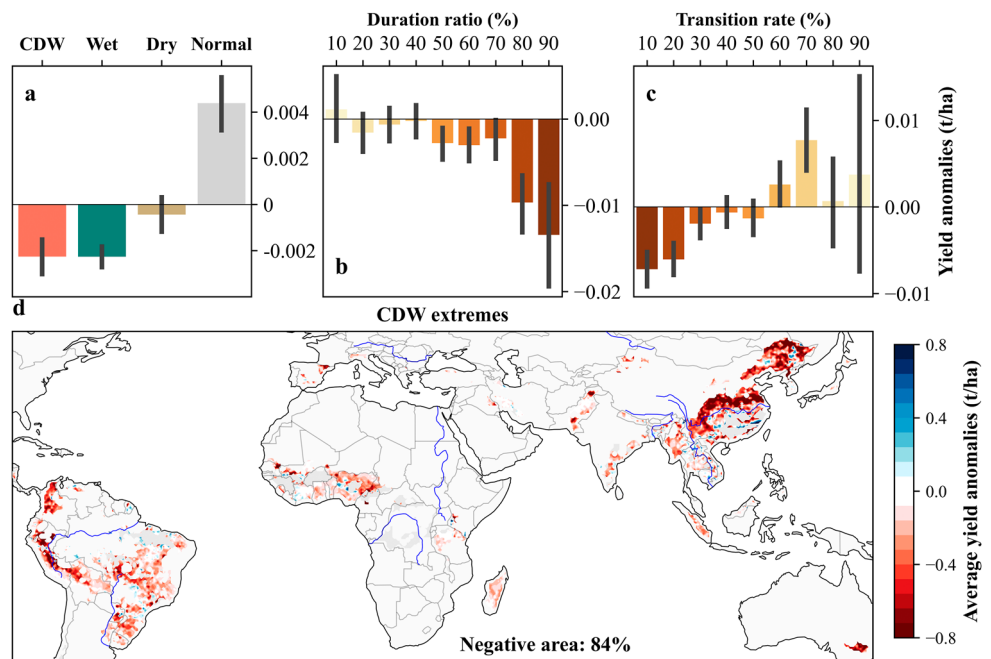 Duration ratio (%)
Transition rate (%)
CDW Wet Dry Normal
10 20 30 40 50 60 70 80 90
10 20 30 40 50 60 70 80 90
a
0.004
0.002
0
-0.002
b
0.00
−0.01
−0.02
c
0.01
0.00
−0.01
Yield anomalies (t/ha)
d
CDW extremes
Negative area: 84%
0.8
0.4
0.0
−0.4
−0.8
Average yield anomalies (t/ha)